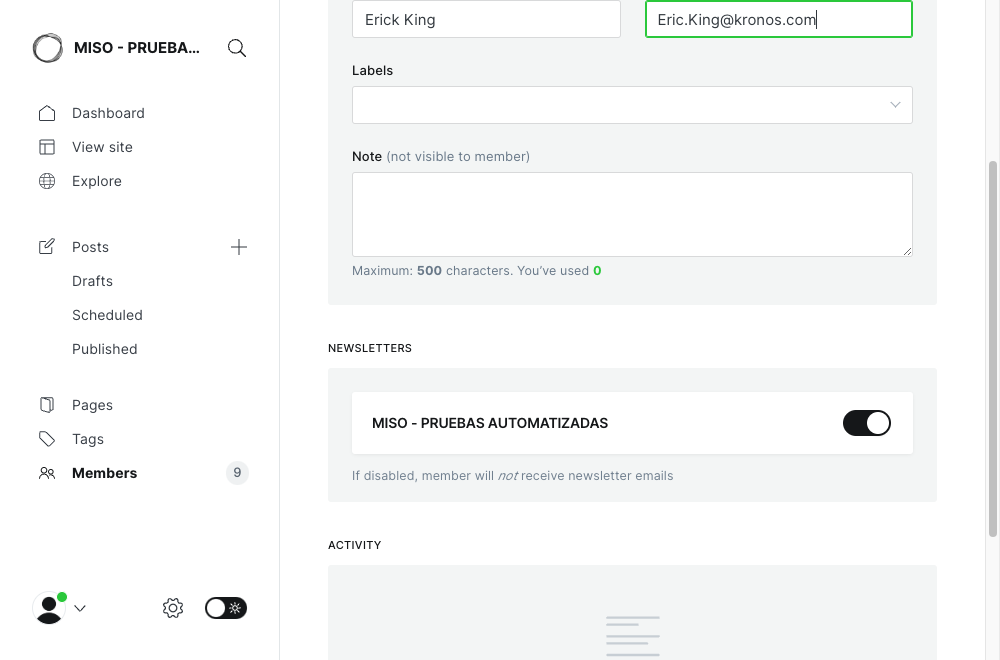 MISO - PRUEBA...
Dashboard
View site
Explore
Posts
Drafts
Scheduled
Published
Pages
Tags
Members 9
Erick King
Eric.King@kronos.com
Labels
Note (not visible to member)
Maximum: 500 characters. You’ve used 0
NEWSLETTERS
MISO - PRUEBAS AUTOMATIZADAS
If disabled, member will not receive newsletter emails
ACTIVITY